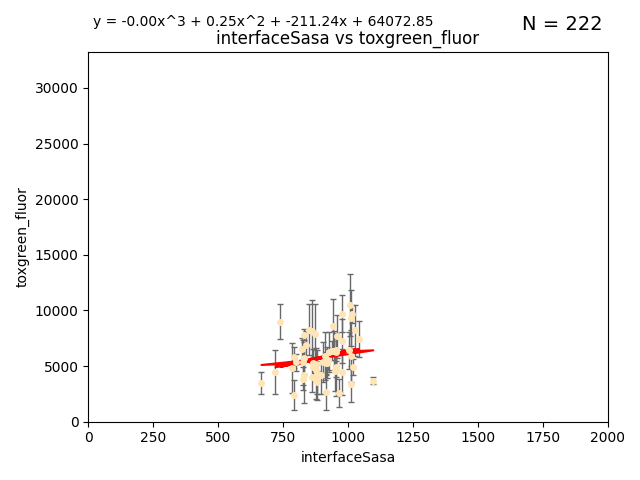 y = -0.00x^3 + 0.25x^2 + -211.24x + 64072.85
N = 222
interfaceSasa vs toxgreen_fluor
30000
25000
20000
15000
10000
5000
0
toxgreen_fluor
0 250 500 750 1000 1250 1500 1750 2000
interfaceSasa